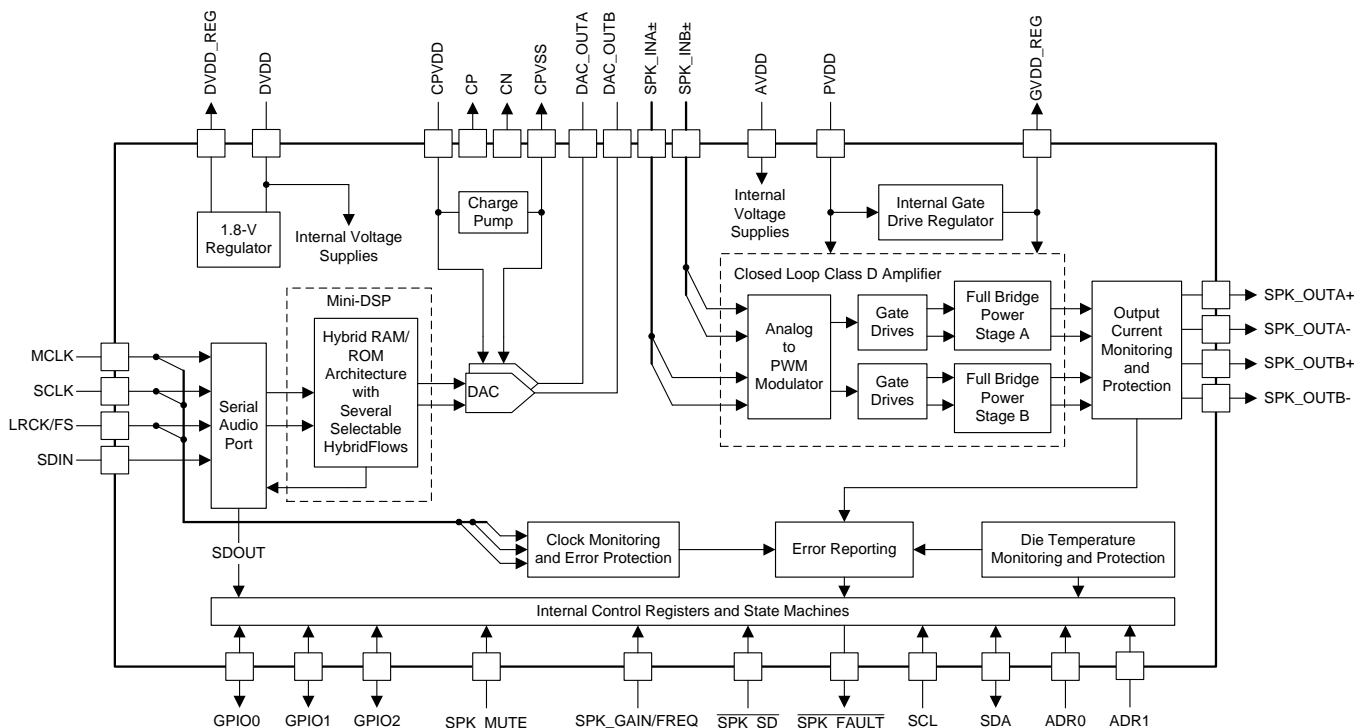 DVDD_REG
DVDD
CPVDD
CP
CN
CPVSS
DAC_OUTA
DAC_OUTB
SPK_INA±
SPK_INB±
AVDD
PVDD
GVDD_REG
1.8-V
Regulator
Internal Voltage
Supplies
Charge
Pump
Internal
Voltage
Supplies
Internal Gate
Drive Regulator
Closed Loop Class D Amplifier
Mini-DSP
Hybrid RAM/
ROM
Architecture
with
Several
Selectable
HybridFlows
DAC
Analog
to
PWM
Modulator
Gate
Drives
Full Bridge
Power
Stage A
Gate
Drives
Full Bridge
Power
Stage B
Output
Current
Monitoring
and
Protection
SPK_OUTA+
SPK_OUTA-
SPK_OUTB+
SPK_OUTB-
MCLK
SCLK
LRCK/FS
SDIN
Serial
Audio
Port
SDOUT
Clock Monitoring
and Error Protection
Error Reporting
Die Temperature
Monitoring and Protection
Internal Control Registers and State Machines
GPIO0
GPIO1
GPIO2
SPK_MUTE
SPK_GAIN/FREQ
SPK_SD
SPK_FAULT
SCL
SDA
ADR0
ADR1